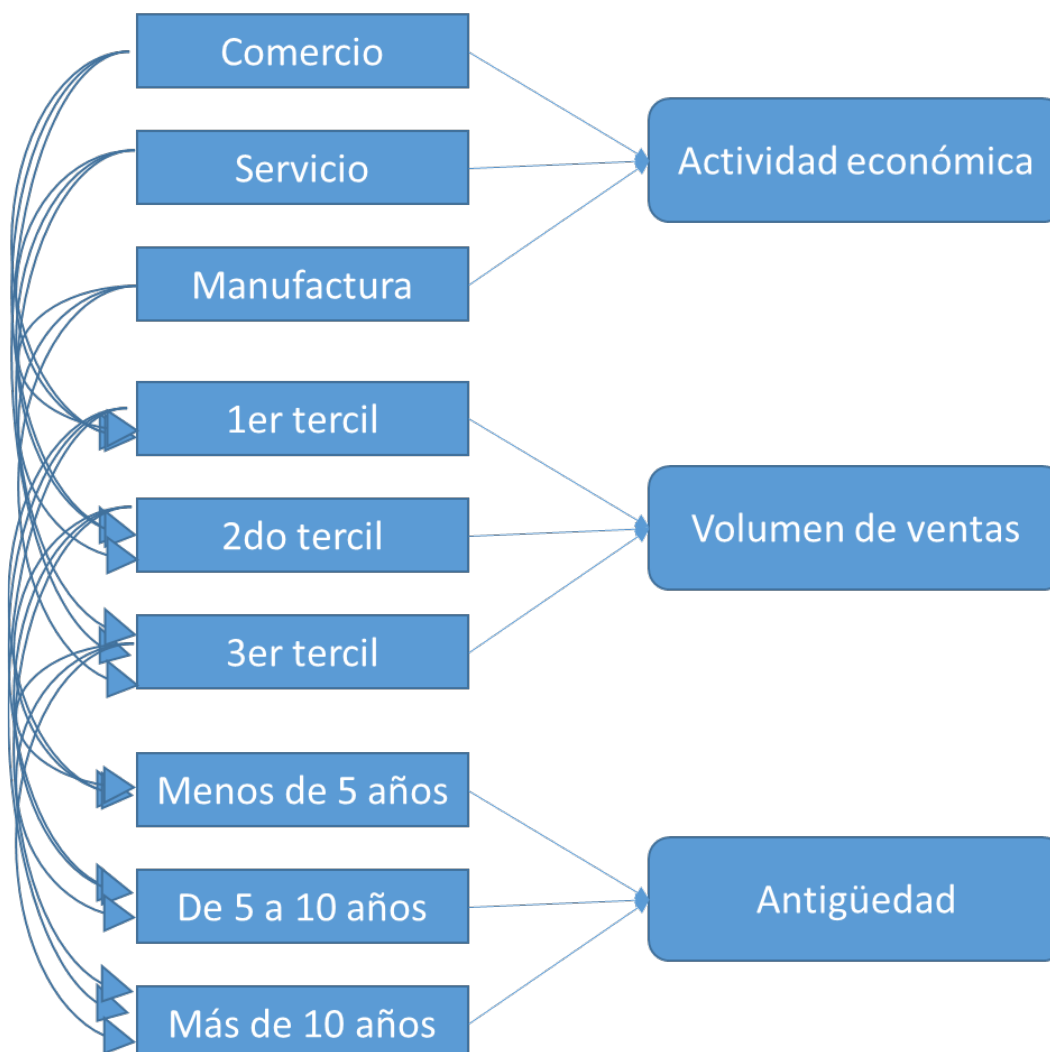 Comercio
Servicio
Manufactura
Actividad económica
1er tercil
2do tercil
3er tercil
Volumen de ventas
Menos de 5 años
De 5 a 10 años
Más de 10 años
Antigüedad